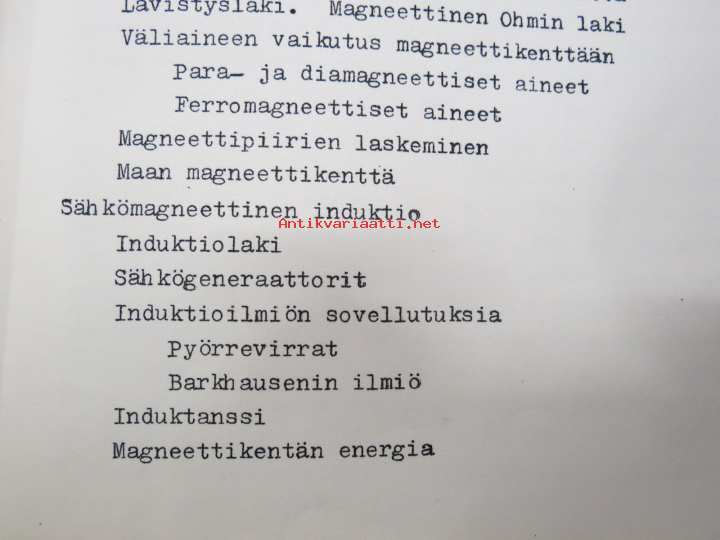 Lävistyslaki. Magneettinen Ohmin laki
Väliaineen vaikutus magneettikenttään
Para- ja diamagneettiset aineet
Ferromagneettiset aineet
Magneettipiirien laskeminen
Maan magneettikenttä
Sähkömagneettinen induktio
Antikvariaatti.net
Induktiolaki
Sähkögeneraattorit
Induktioilmiön sovellutuksia
Pyörrevirrat
Barkhausenin ilmiö
Induktanssi
Magneettikentän energia